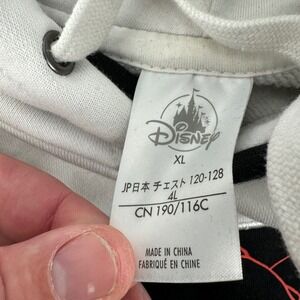 Disney
XL
JP日本 チェスト 120-128
4L
CN 190/116C
MADE IN CHINA
FABRIQUÉ EN CHINE